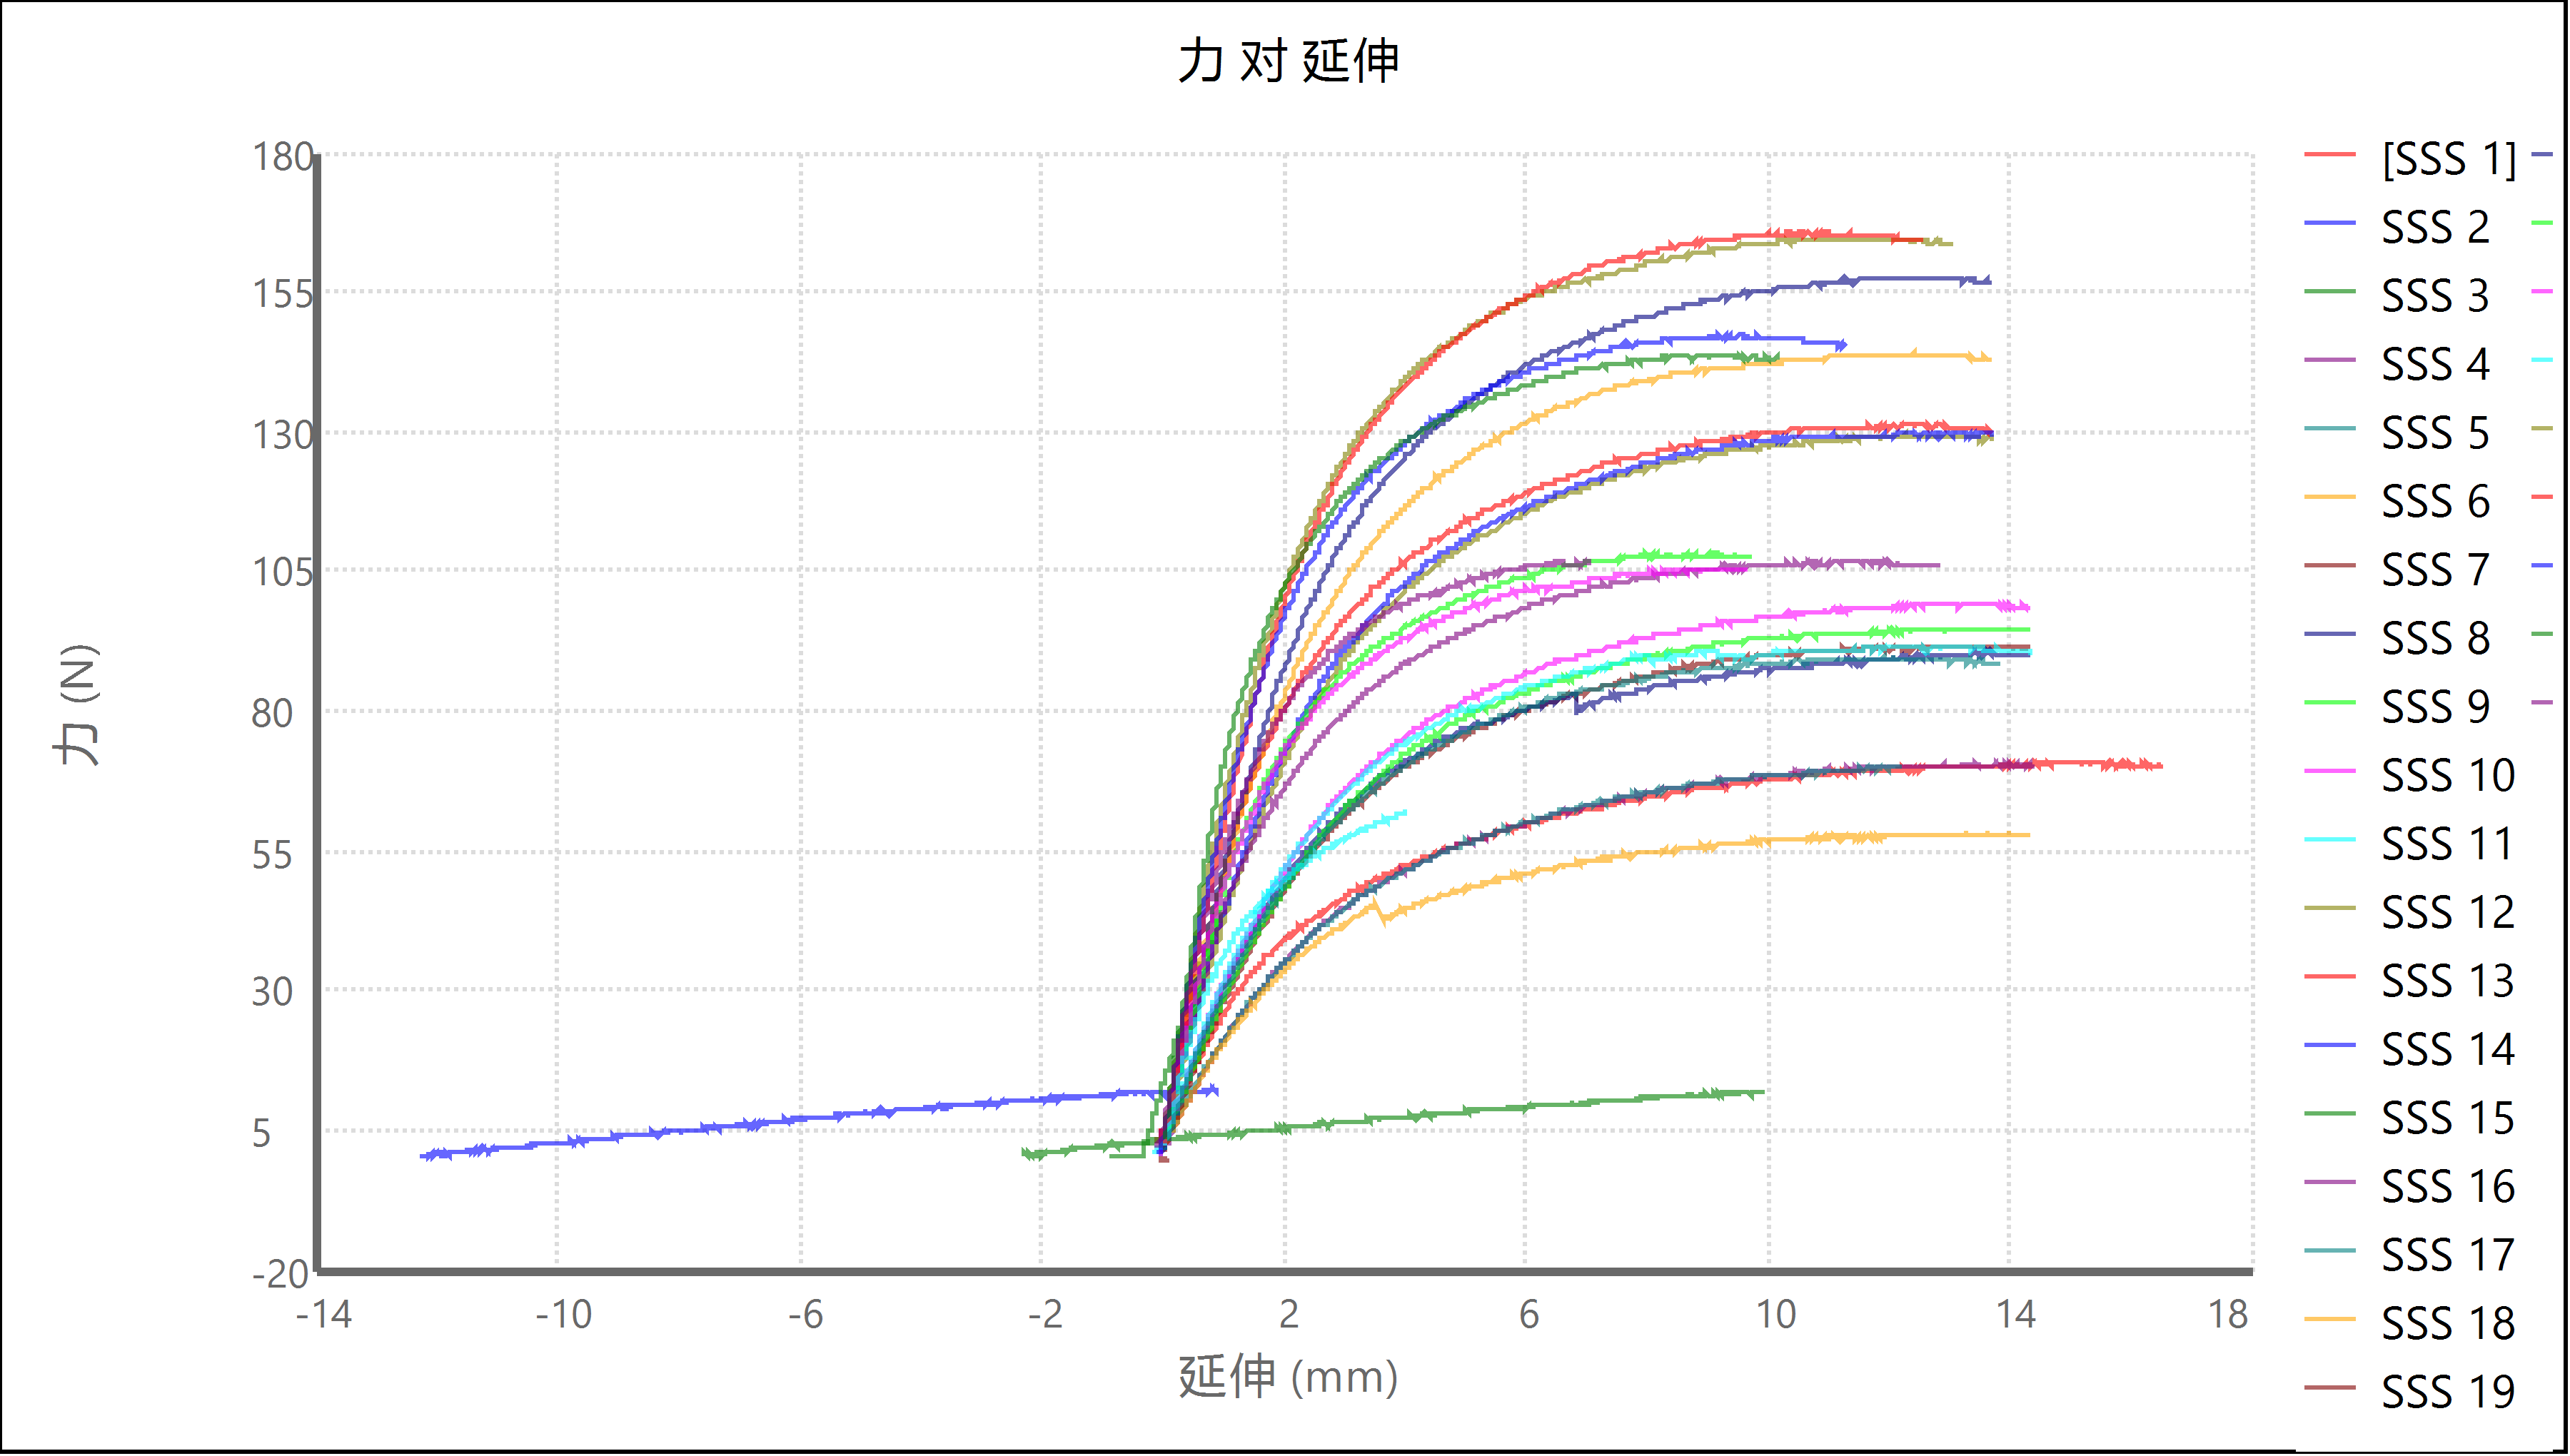 力 对 延伸
180
155
130
105
80
55
30
5
-20
力 (N)
-14 -10 -6 -2 2 6 10 14 18
延伸 (mm)
[SSS 1]
SSS 2
SSS 3
SSS 4
SSS 5
SSS 6
SSS 7
SSS 8
SSS 9
SSS 10
SSS 11
SSS 12
SSS 13
SSS 14
SSS 15
SSS 16
SSS 17
SSS 18
SSS 19